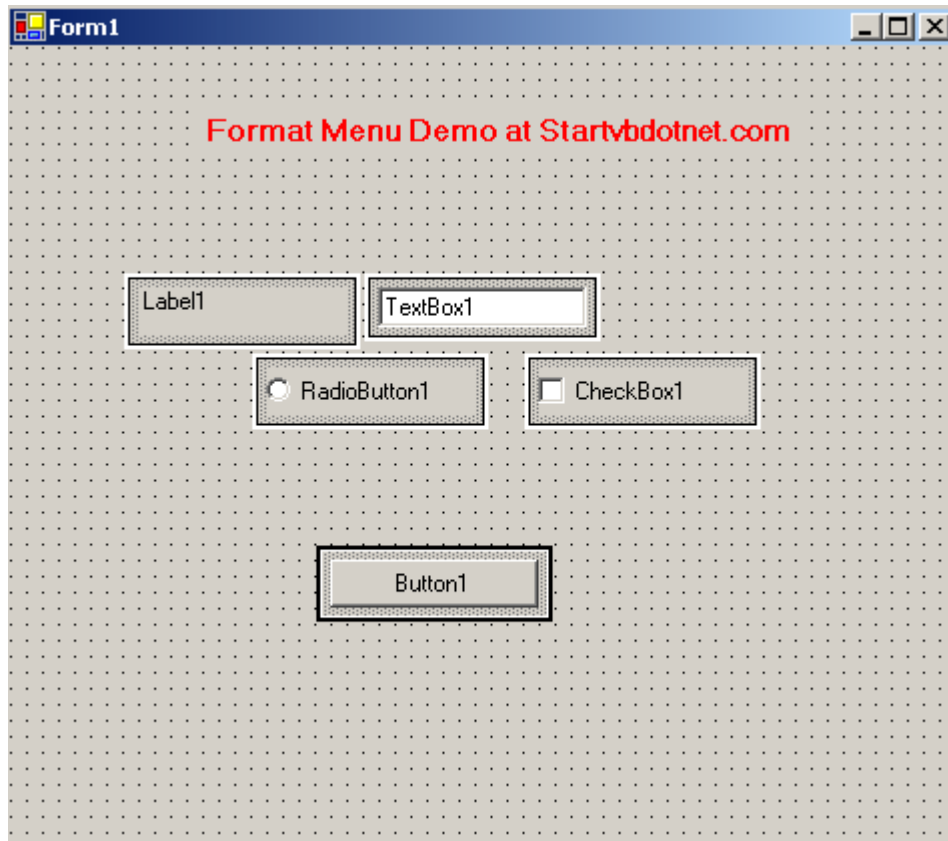 Form1
Format Menu Demo at Startvbdotnet.com
Label1
TextBox1
RadioButton1
CheckBox1
Button1